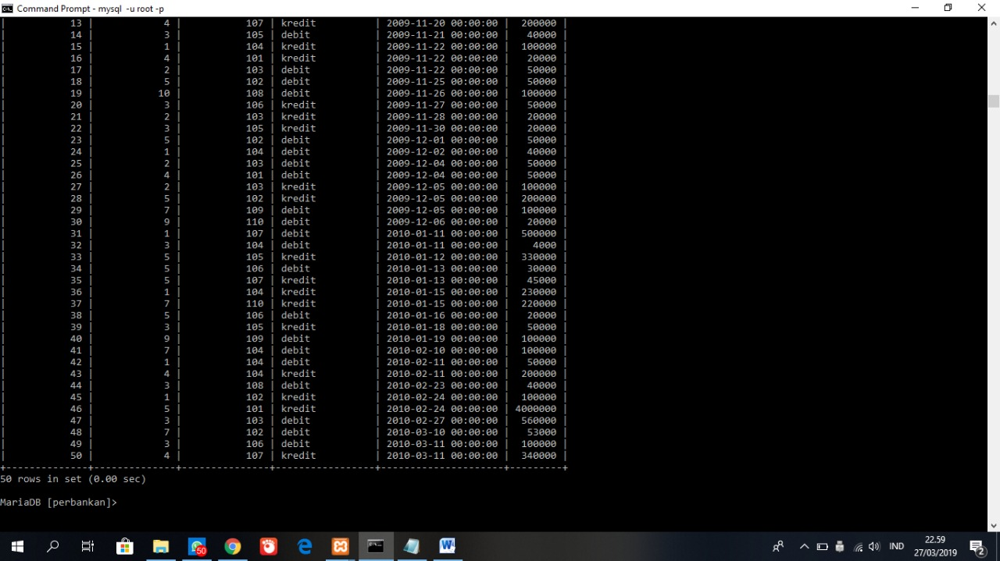 Command Prompt - mysql -u root -p
| 13 | 4 | 107 | kredit | 2009-11-20 00:00:00 | 200000 |
| 14 | 3 | 105 | debit | 2009-11-21 00:00:00 | 40000 |
| 15 | 1 | 104 | kredit | 2009-11-22 00:00:00 | 100000 |
| 16 | 4 | 101 | kredit | 2009-11-22 00:00:00 | 20000 |
| 17 | 2 | 103 | debit | 2009-11-22 00:00:00 | 50000 |
| 18 | 5 | 102 | debit | 2009-11-25 00:00:00 | 50000 |
| 19 | 10 | 108 | debit | 2009-11-26 00:00:00 | 100000 |
| 20 | 3 | 106 | kredit | 2009-11-27 00:00:00 | 50000 |
| 21 | 2 | 103 | kredit | 2009-11-28 00:00:00 | 20000 |
| 22 | 3 | 105 | kredit | 2009-11-30 00:00:00 | 20000 |
| 23 | 5 | 102 | debit | 2009-12-01 00:00:00 | 50000 |
| 24 | 1 | 104 | debit | 2009-12-02 00:00:00 | 40000 |
| 25 | 2 | 103 | debit | 2009-12-04 00:00:00 | 50000 |
| 26 | 4 | 101 | debit | 2009-12-04 00:00:00 | 50000 |
| 27 | 2 | 103 | kredit | 2009-12-05 00:00:00 | 100000 |
| 28 | 5 | 102 | kredit | 2009-12-05 00:00:00 | 200000 |
| 29 | 7 | 109 | debit | 2009-12-05 00:00:00 | 100000 |
| 30 | 9 | 110 | debit | 2009-12-06 00:00:00 | 20000 |
| 31 | 1 | 107 | debit | 2010-01-11 00:00:00 | 500000 |
| 32 | 3 | 104 | debit | 2010-01-11 00:00:00 | 4000 |
| 33 | 5 | 105 | kredit | 2010-01-12 00:00:00 | 330000 |
| 34 | 5 | 106 | debit | 2010-01-13 00:00:00 | 30000 |
| 35 | 5 | 107 | kredit | 2010-01-13 00:00:00 | 45000 |
| 36 | 1 | 104 | kredit | 2010-01-15 00:00:00 | 230000 |
| 37 | 7 | 110 | kredit | 2010-01-15 00:00:00 | 220000 |
| 38 | 5 | 106 | debit | 2010-01-16 00:00:00 | 20000 |
| 39 | 3 | 105 | kredit | 2010-01-18 00:00:00 | 50000 |
| 40 | 9 | 109 | debit | 2010-01-19 00:00:00 | 100000 |
| 41 | 7 | 104 | debit | 2010-02-10 00:00:00 | 100000 |
| 42 | 1 | 104 | debit | 2010-02-11 00:00:00 | 50000 |
| 43 | 4 | 104 | kredit | 2010-02-11 00:00:00 | 200000 |
| 44 | 3 | 108 | debit | 2010-02-23 00:00:00 | 40000 |
| 45 | 1 | 102 | kredit | 2010-02-24 00:00:00 | 100000 |
| 46 | 5 | 101 | kredit | 2010-02-24 00:00:00 | 4000000 |
| 47 | 3 | 103 | debit | 2010-02-27 00:00:00 | 560000 |
| 48 | 7 | 102 | debit | 2010-03-10 00:00:00 | 53000 |
| 49 | 3 | 106 | debit | 2010-03-11 00:00:00 | 100000 |
| 50 | 4 | 107 | kredit | 2010-03-11 00:00:00 | 340000 |
50 rows in set (0.00 sec)
MariaDB [perbankan]>
50
IND
22.59
27/03/2019
2